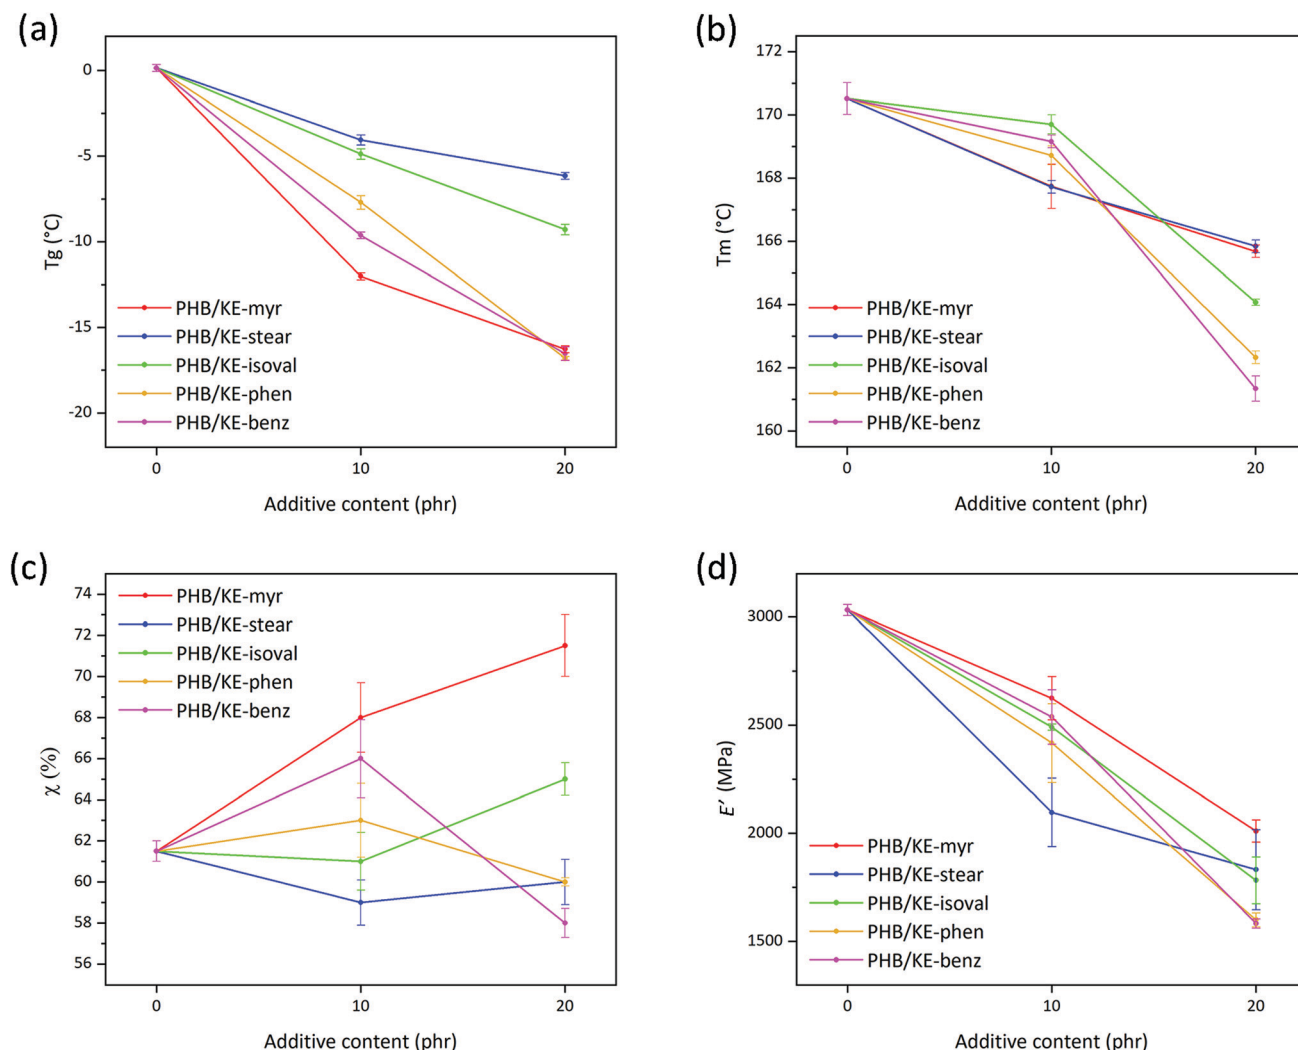 (a)
0
-5
-10
-15
-20
Tg (°C)
PHB/KE-myr
PHB/KE-stear
PHB/KE-isoval
PHB/KE-phen
PHB/KE-benz
0
10
20
Additive content (phr)
(b)
172
170
168
166
164
162
160
Tm (°C)
PHB/KE-myr
PHB/KE-stear
PHB/KE-isoval
PHB/KE-phen
PHB/KE-benz
0
10
20
Additive content (phr)
(c)
74
72
70
68
66
64
62
60
58
56
χ (%)
PHB/KE-myr
PHB/KE-stear
PHB/KE-isoval
PHB/KE-phen
PHB/KE-benz
0
10
20
Additive content (phr)
(d)
3000
2500
2000
1500
E′ (MPa)
PHB/KE-myr
PHB/KE-stear
PHB/KE-isoval
PHB/KE-phen
PHB/KE-benz
0
10
20
Additive content (phr)